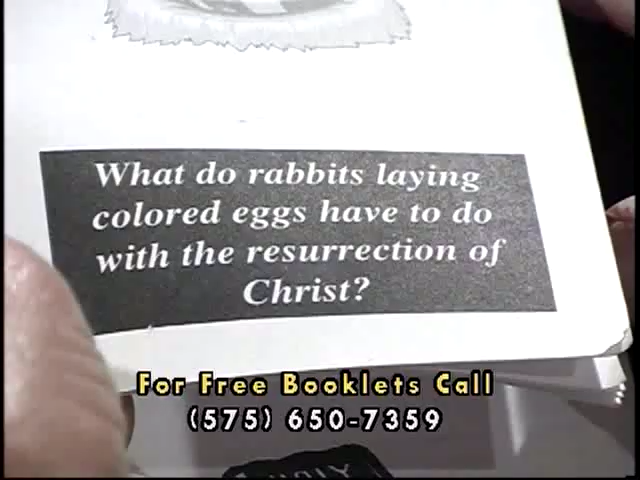 What do rabbits laying
colored eggs have to do
with the resurrection of
Christ?
For Free Booklets Call
(575) 650-7359
HOLY